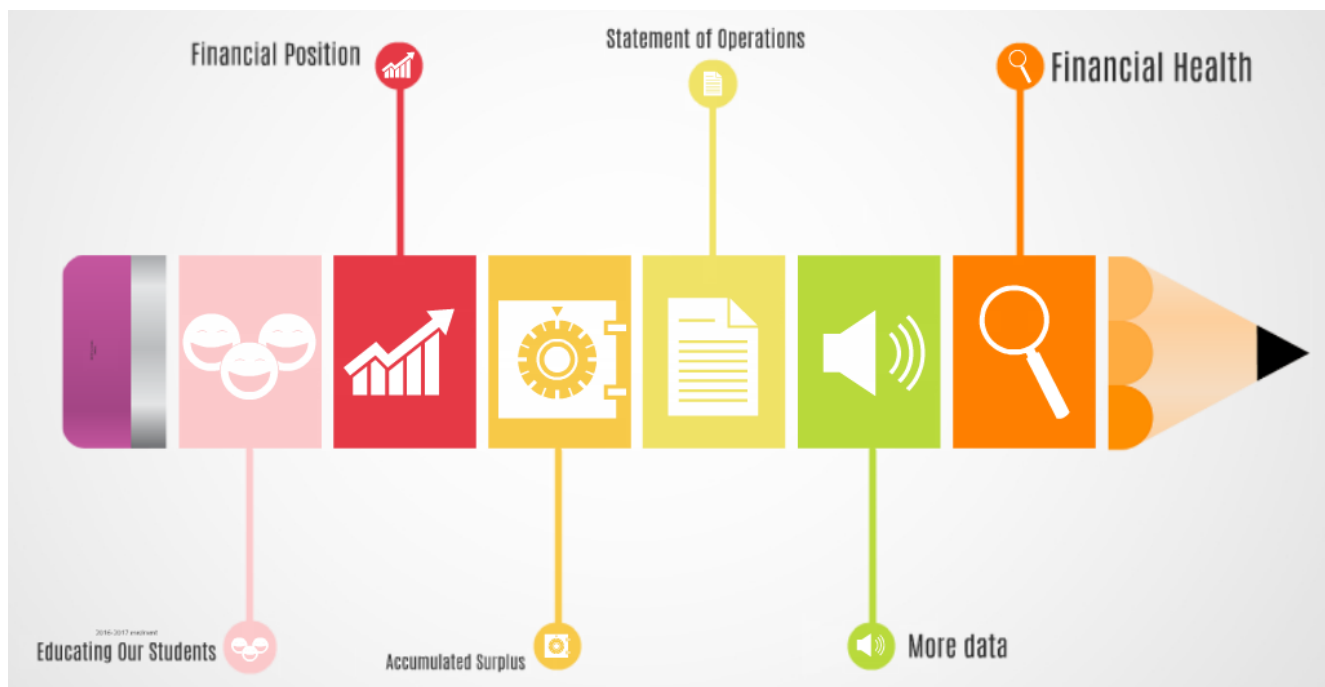 Financial Position
Statement of Operations
Financial Health
2016-2017 enrolment
Educating Our Students
Accumulated Surplus
More data